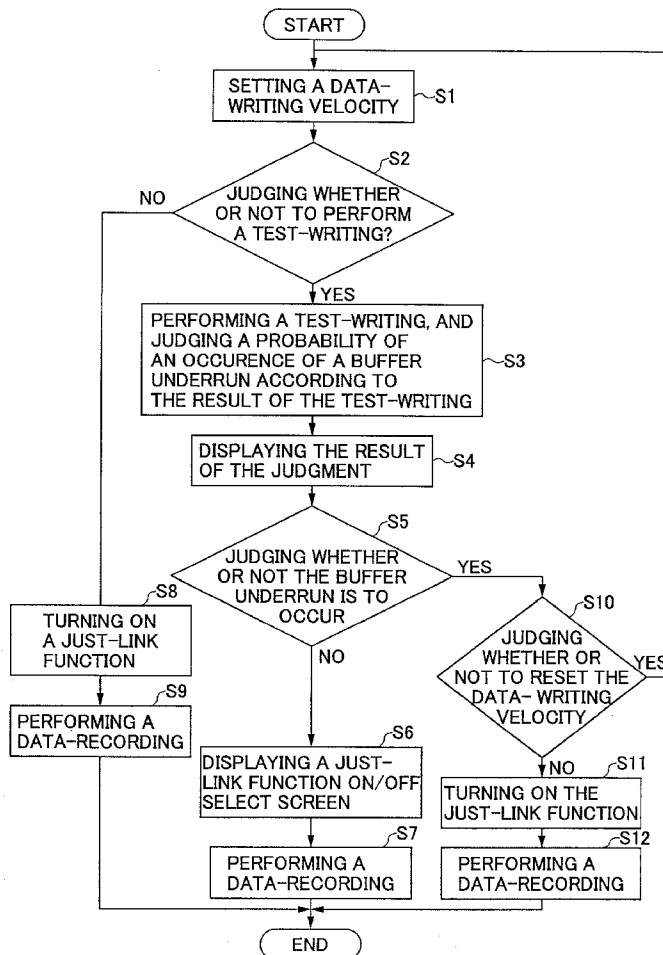 START
SETTING A DATA-
WRITING VELOCITY
S1
S2
JUDGING WHETHER
OR NOT TO PERFORM
A TEST-WRITING?
NO
YES
PERFORMING A TEST-WRITING, AND
JUDGING A PROBABILITY OF
AN OCCURENCE OF A BUFFER
UNDERRUN ACCORDING TO
THE RESULT OF THE TEST-WRITING
S3
DISPLAYING THE RESULT
OF THE JUDGMENT
S4
S5
JUDGING WHETHER
OR NOT THE BUFFER
UNDERRUN IS TO
OCCUR
YES
NO
S8
TURNING ON
A JUST-LINK
FUNCTION
S9
PERFORMING A
DATA-RECORDING
S10
JUDGING
WHETHER OR
NOT TO RESET THE
DATA- WRITING
VELOCITY
YES
NO
S6
DISPLAYING A JUST-
LINK FUNCTION ON/OFF
SELECT SCREEN
S7
PERFORMING A
DATA-RECORDING
S11
TURNING ON THE
JUST-LINK FUNCTION
S12
PERFORMING A
DATA-RECORDING
END